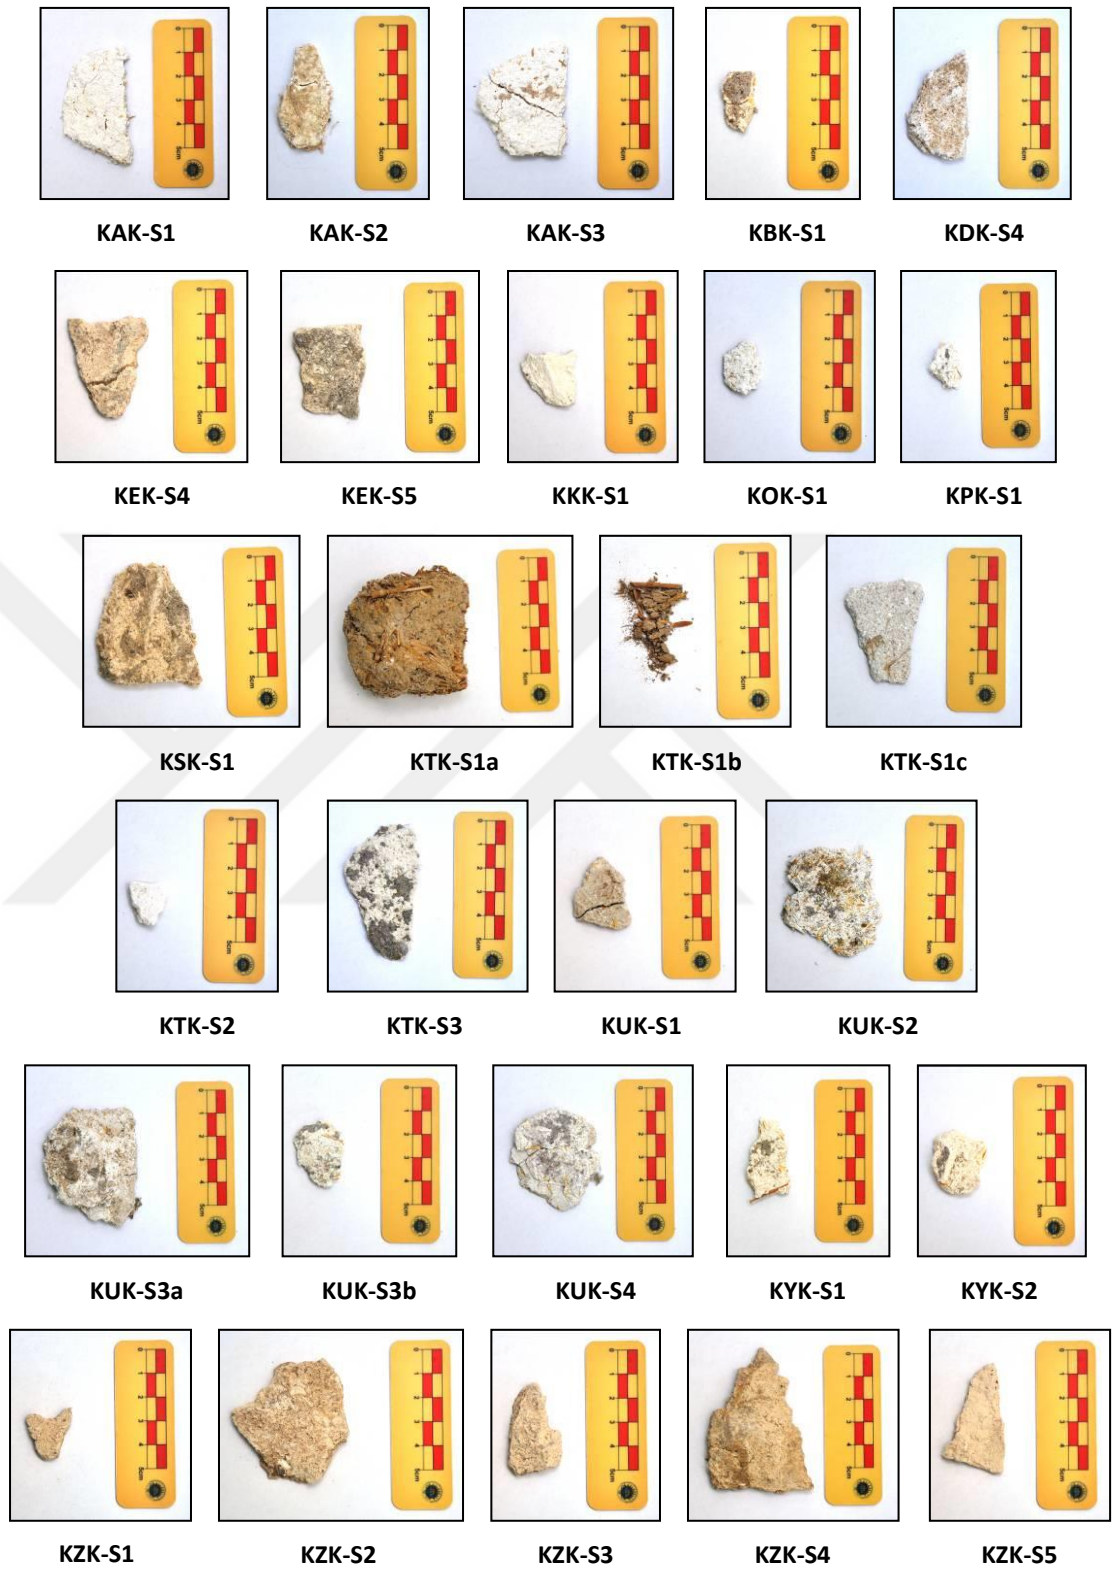 KAK-S1 KAK-S2 KAK-S3 KBK-S1 KDK-S4
KEK-S4 KEK-S5 KKK-S1 KOK-S1 KPK-S1
KSK-S1 KTK-S1a KTK-S1b KTK-S1c
KTK-S2 KTK-S3 KUK-S1 KUK-S2
KUK-S3a KUK-S3b KUK-S4 KYK-S1 KYK-S2
KZK-S1 KZK-S2 KZK-S3 KZK-S4 KZK-S5